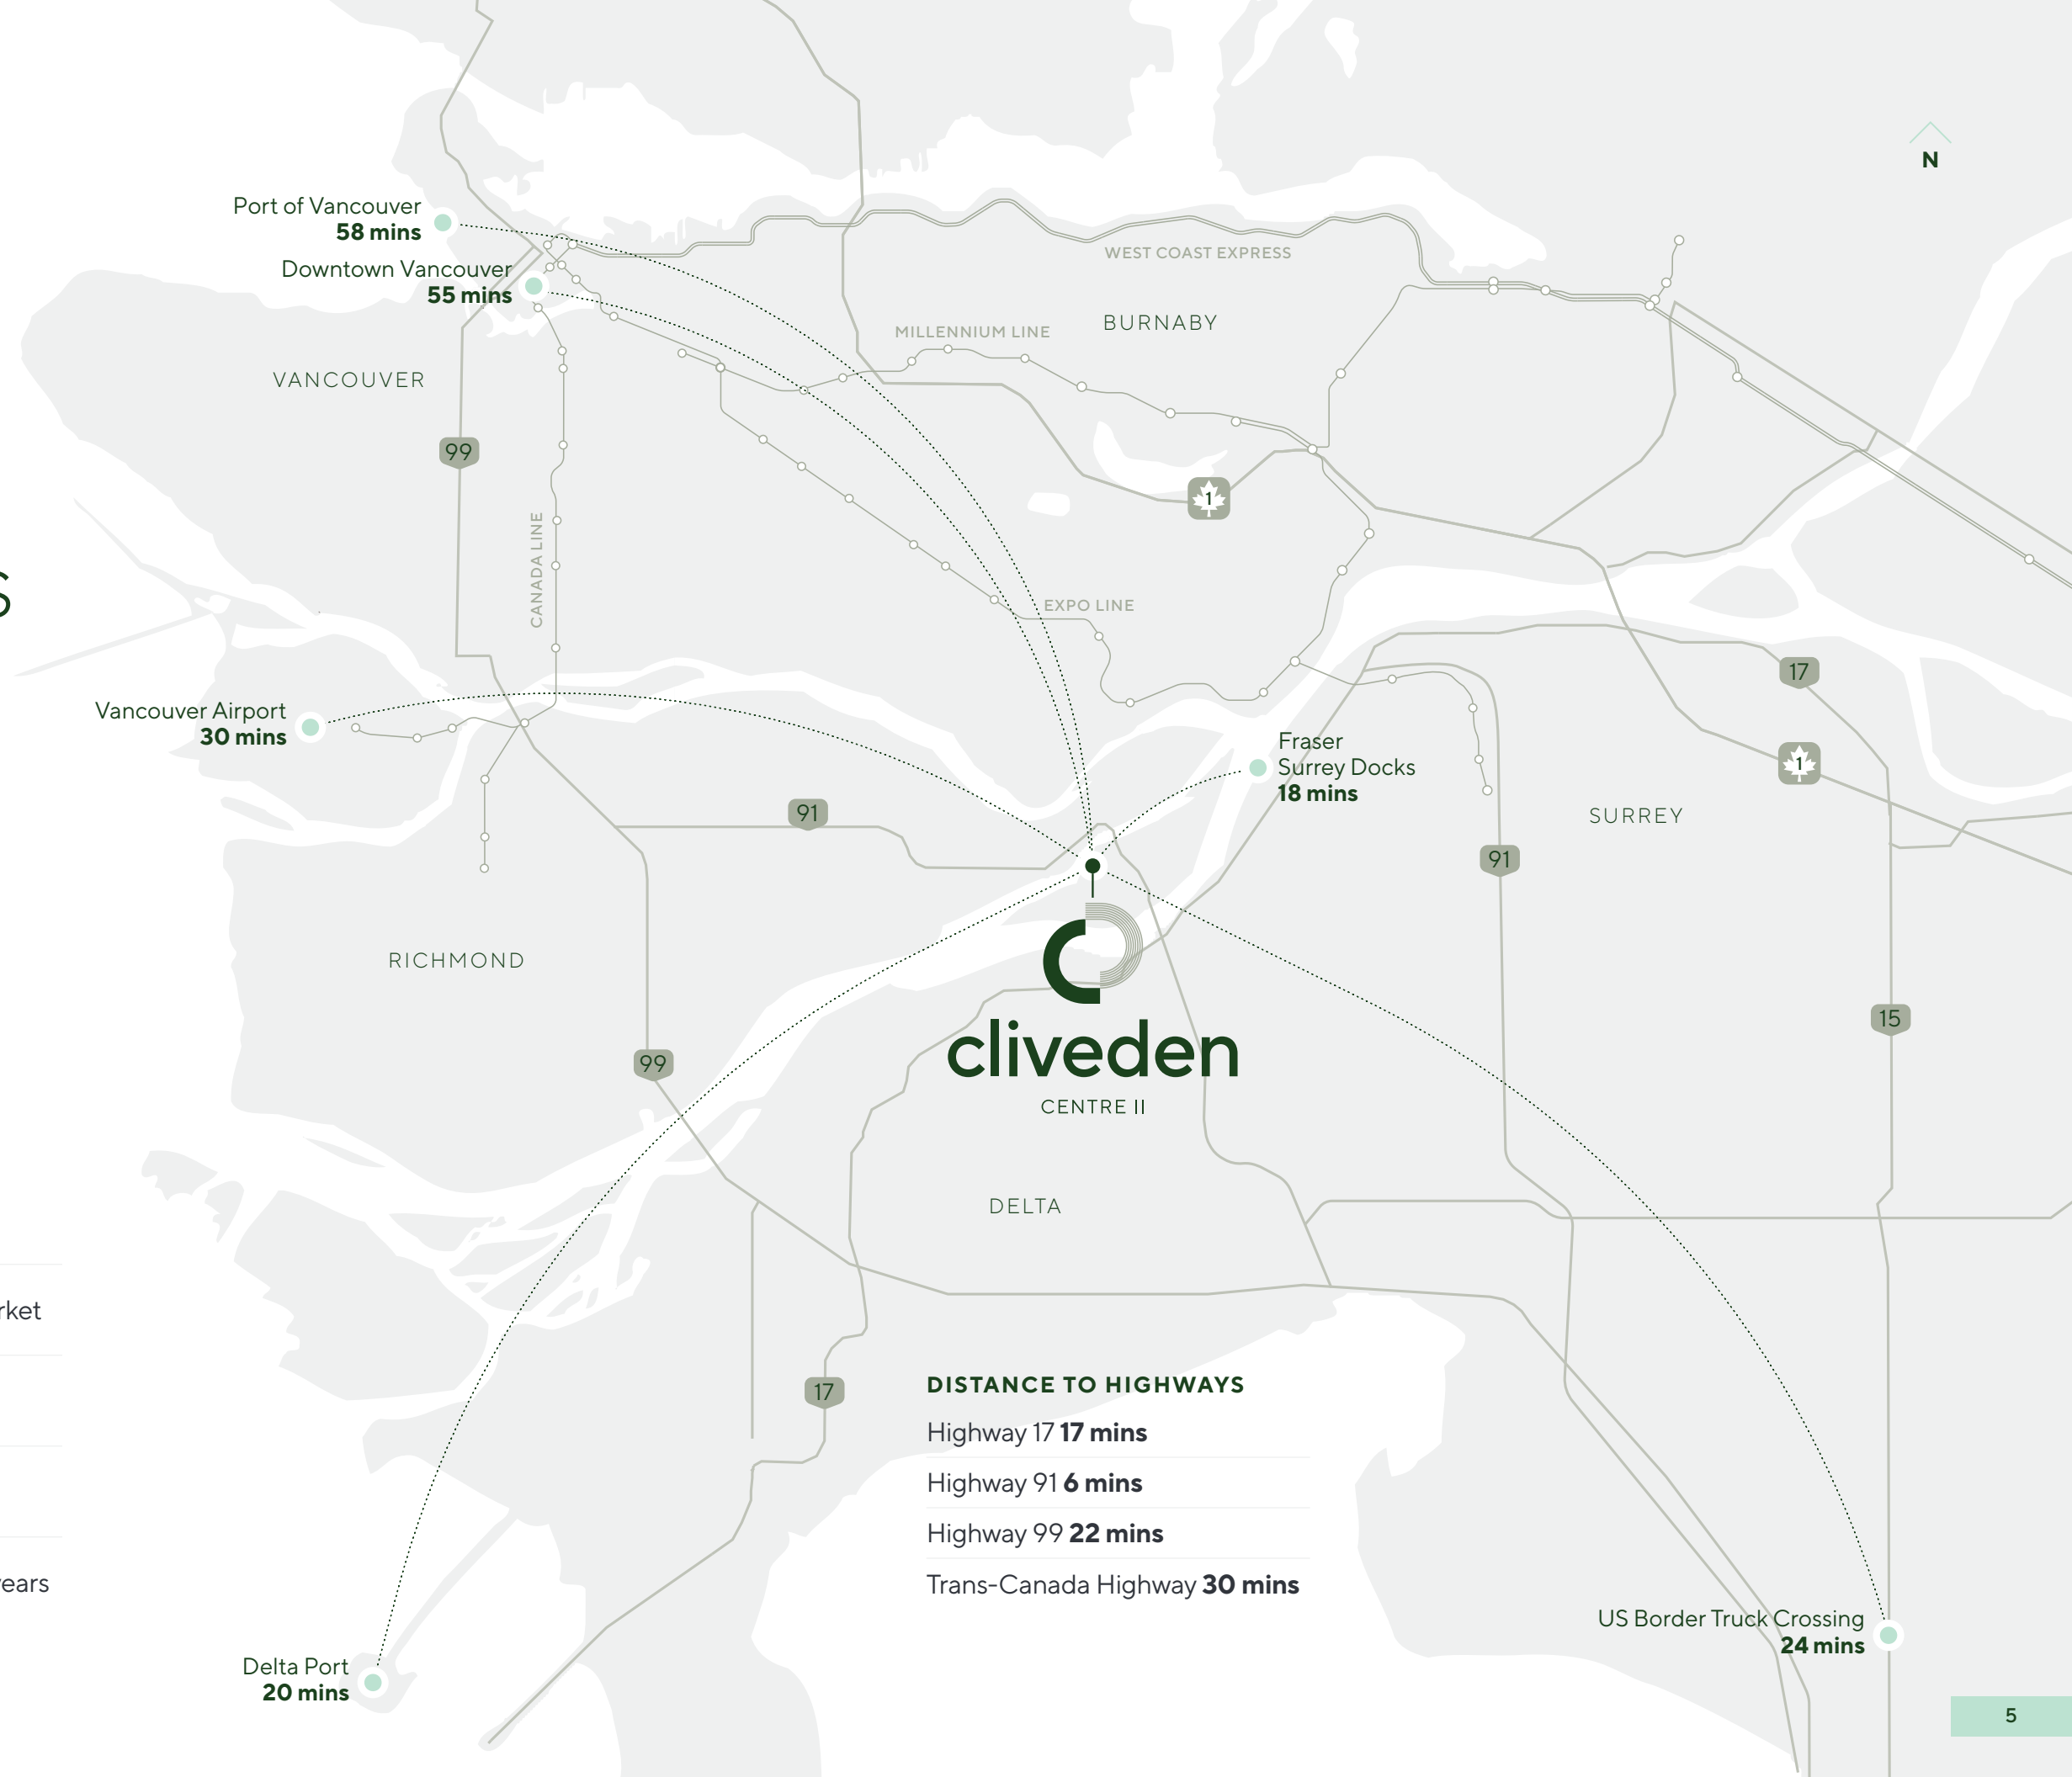 N
Port of Vancouver
58 mins
Downtown Vancouver
55 mins
WEST COAST EXPRESS
MILLENNIUM LINE
BURNABY
VANCOUVER
99
1
CANADA LINE
S
EXPO LINE
17
Vancouver Airport
30 mins
Fraser
Surrey Docks
18 mins
1
91
SURREY
91
RICHMOND
15
99
cliveden
CENTRE II
DELTA
rket
DISTANCE TO HIGHWAYS
17
Highway 17 17 mins
Highway 91 6 mins
Highway 99 22 mins
Trans-Canada Highway 30 mins
ears
US Border Truck Crossing
24 mins
Delta Port
20 mins
5